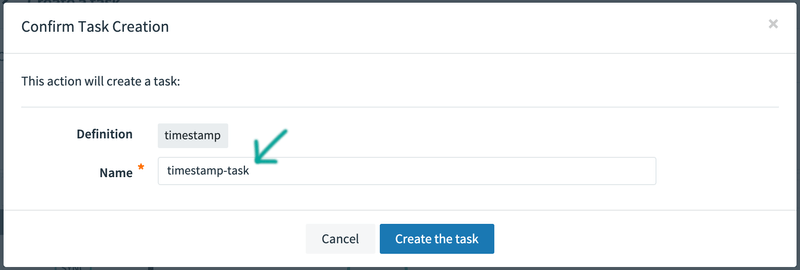 Confirm Task Creation ×
This action will create a task:
Definition timestamp
Name * timestamp-task
Cancel Create the task